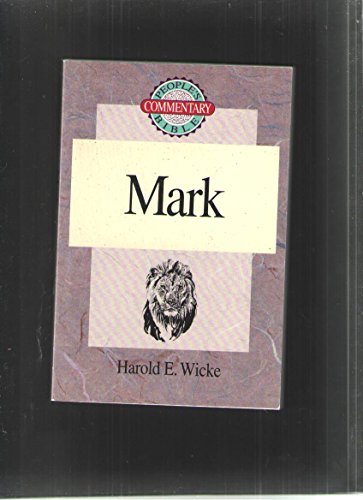 PEOPLE'S
COMMENTARY
BIBLE
Mark
Harold E. Wicke